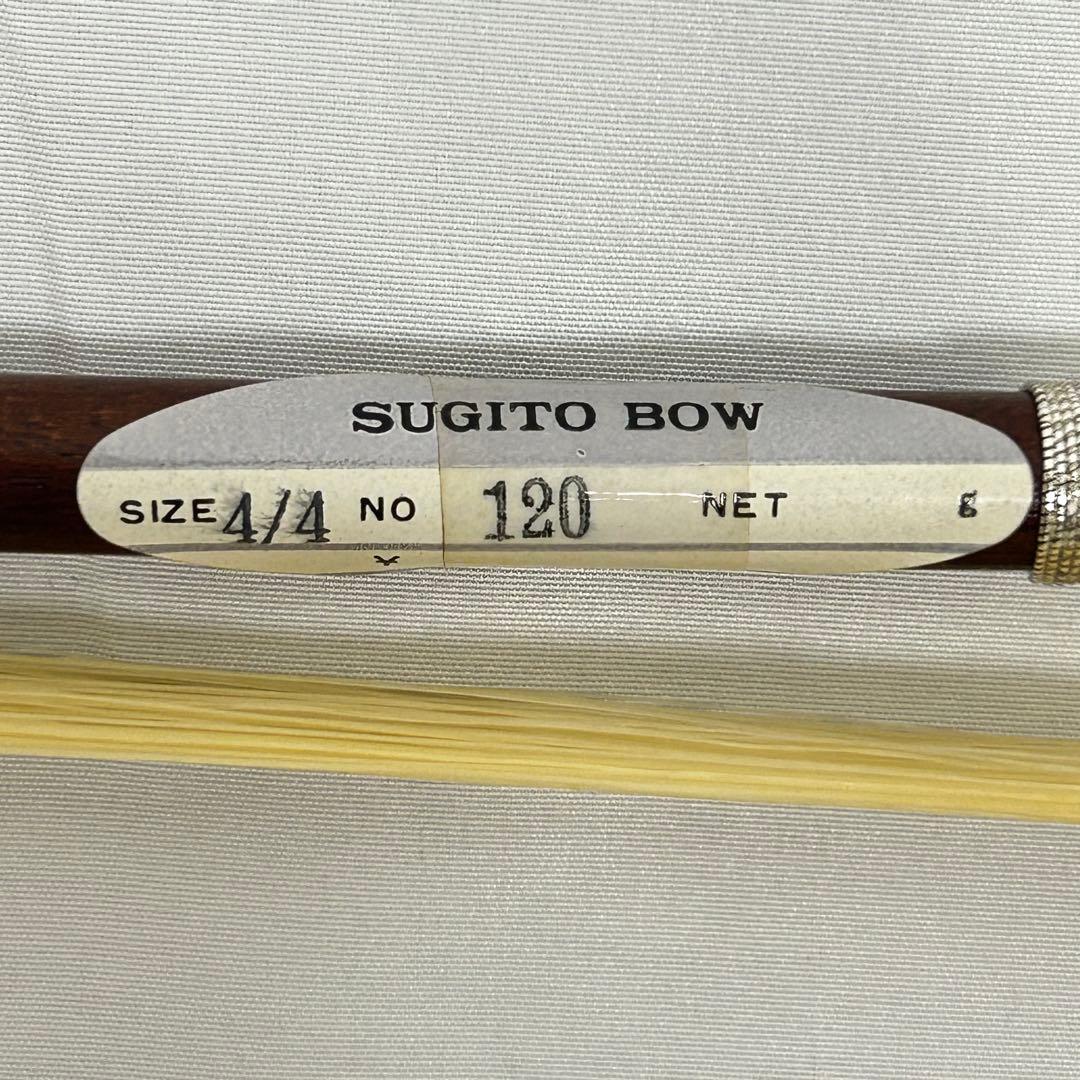 SUGITO BOW
SIZE 4/4 NO 120 NET g